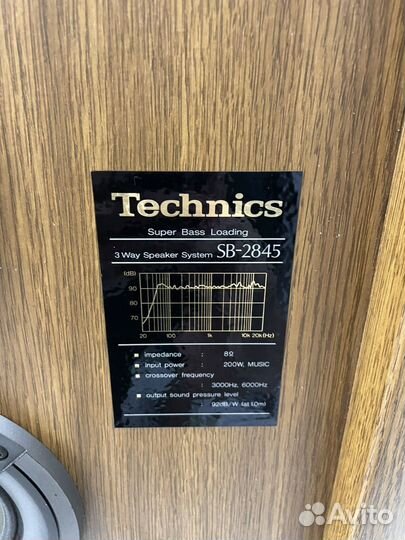 Technics
Super Bass Loading
3 Way Speaker System SB-2845
(dB)
90
80
70
20 100 1k 10k 20k (Hz)
■ impedance : 8Ω
■ input power : 200W, MUSIC
■ crossover frequency
: 3000Hz, 6000Hz
■ output sound pressure level
: 92dB/W (at 1.0m)
Avito